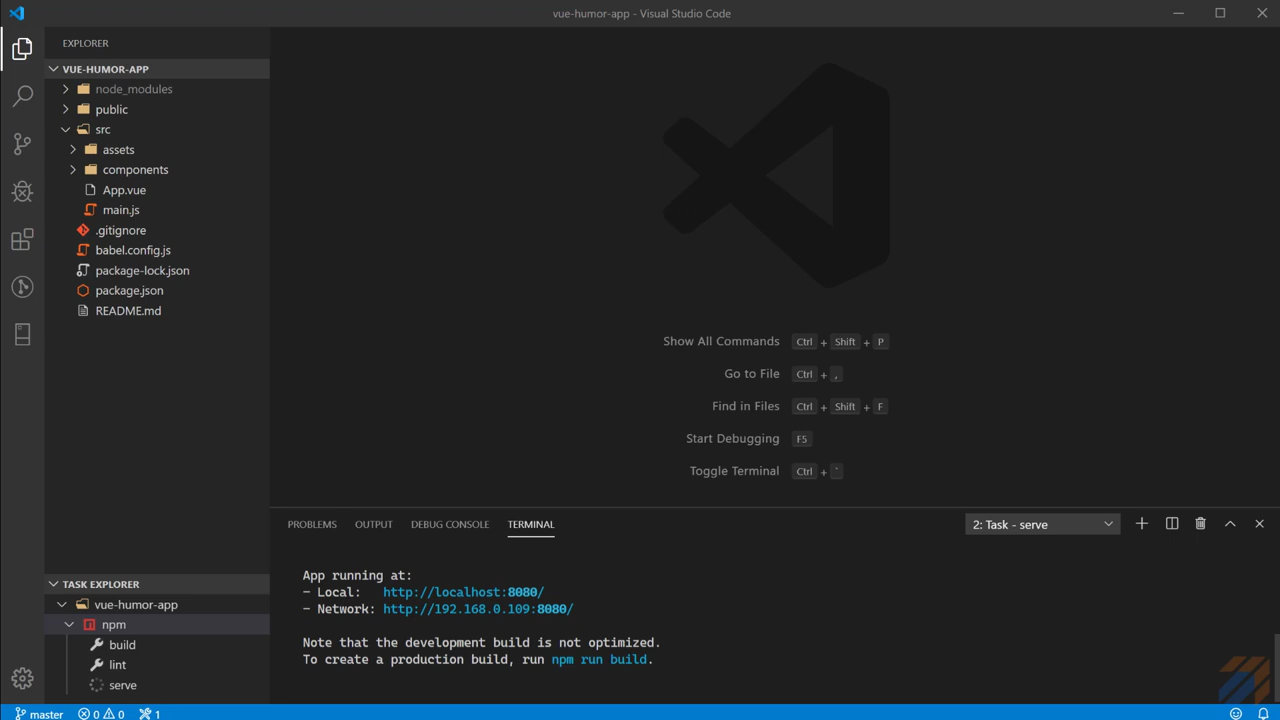 vue-humor-app - Visual Studio Code
EXPLORER
VUE-HUMOR-APP
node_modules
public
src
assets
components
App.vue
main.js
.gitignore
babel.config.js
package-lock.json
package.json
README.md
Show All Commands Ctrl + Shift + P
Go to File Ctrl + ,
Find in Files Ctrl + Shift + F
Start Debugging F5
Toggle Terminal Ctrl + `
PROBLEMS OUTPUT DEBUG CONSOLE TERMINAL 2: Task - serve
App running at:
- Local: http://localhost:8080/
- Network: http://192.168.0.109:8080/
Note that the development build is not optimized.
To create a production build, run npm run build.
TASK EXPLORER
vue-humor-app
npm
build
lint
serve
master 0 0 1